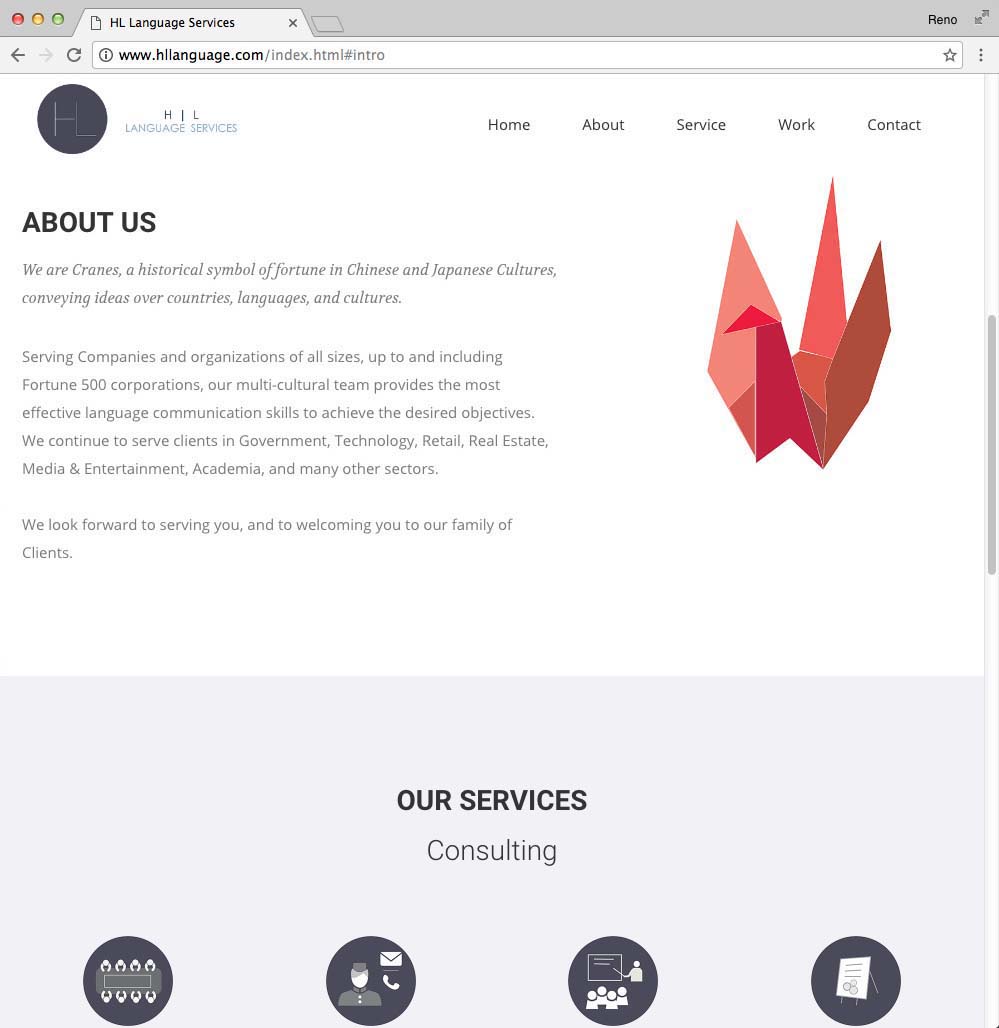 HL Language Services
Reno
www.hllanguage.com/index.html#intro
HL
H | L
LANGUAGE SERVICES
Home
About
Service
Work
Contact
ABOUT US
We are Cranes, a historical symbol of fortune in Chinese and Japanese Cultures,
conveying ideas over countries, languages, and cultures.
Serving Companies and organizations of all sizes, up to and including
Fortune 500 corporations, our multi-cultural team provides the most
effective language communication skills to achieve the desired objectives.
We continue to serve clients in Government, Technology, Retail, Real Estate,
Media & Entertainment, Academia, and many other sectors.
We look forward to serving you, and to welcoming you to our family of
Clients.
OUR SERVICES
Consulting